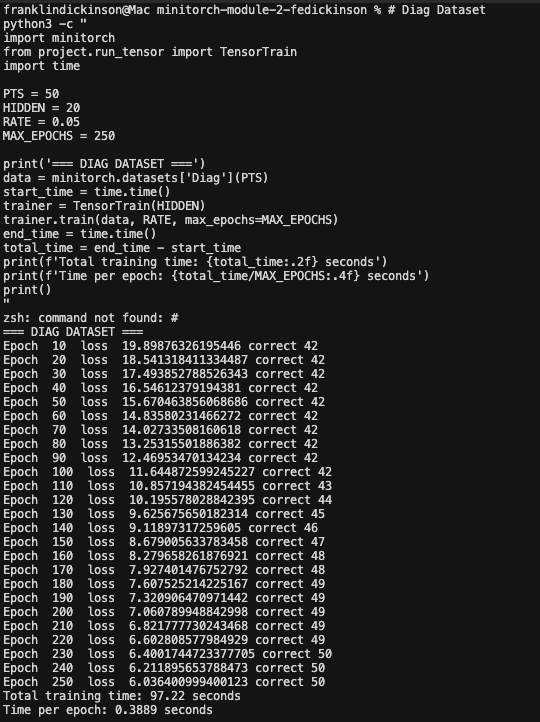 franklindickinson@Mac minitorch-module-2-fedickinson % # Diag Dataset
python3 -c "
import minitorch
from project.run_tensor import TensorTrain
import time

PTS = 50
HIDDEN = 20
RATE = 0.05
MAX_EPOCHS = 250

print('=== DIAG DATASET ===')
data = minitorch.datasets['Diag'](PTS)
start_time = time.time()
trainer = TensorTrain(HIDDEN)
trainer.train(data, RATE, max_epochs=MAX_EPOCHS)
end_time = time.time()
total_time = end_time - start_time
print(f'Total training time: {total_time:.2f} seconds')
print(f'Time per epoch: {total_time/MAX_EPOCHS:.4f} seconds')
print()
"
zsh: command not found: #
=== DIAG DATASET ===
Epoch  10  loss  19.89876326195446 correct 42
Epoch  20  loss  18.541318411334487 correct 42
Epoch  30  loss  17.493852788526343 correct 42
Epoch  40  loss  16.54612379194381 correct 42
Epoch  50  loss  15.670463856068686 correct 42
Epoch  60  loss  14.83580231466272 correct 42
Epoch  70  loss  14.02733508160618 correct 42
Epoch  80  loss  13.25315501886382 correct 42
Epoch  90  loss  12.46953470134234 correct 42
Epoch  100  loss  11.644872599245227 correct 42
Epoch  110  loss  10.857194382454455 correct 43
Epoch  120  loss  10.195578028842395 correct 44
Epoch  130  loss  9.625675650182314 correct 45
Epoch  140  loss  9.11897317259605 correct 46
Epoch  150  loss  8.679005633783458 correct 47
Epoch  160  loss  8.279658261876921 correct 48
Epoch  170  loss  7.927401476752792 correct 48
Epoch  180  loss  7.607525214225167 correct 49
Epoch  190  loss  7.320906470971442 correct 49
Epoch  200  loss  7.060789948842998 correct 49
Epoch  210  loss  6.821777730243468 correct 49
Epoch  220  loss  6.602808577984929 correct 49
Epoch  230  loss  6.4001744723377705 correct 50
Epoch  240  loss  6.211895653788473 correct 50
Epoch  250  loss  6.036400999400123 correct 50
Total training time: 97.22 seconds
Time per epoch: 0.3889 seconds